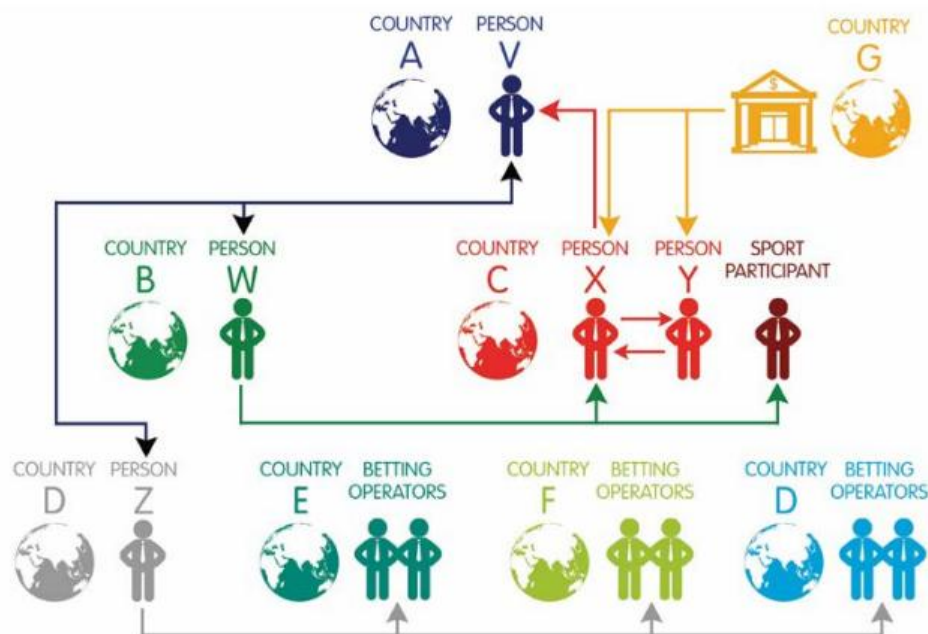 COUNTRY PERSON COUNTRY
A V G
$
COUNTRY PERSON COUNTRY PERSON PERSON SPORT
PARTICIPANT
B W C X Y
COUNTRY PERSON COUNTRY BETTING COUNTRY BETTING COUNTRY BETTING
OPERATORS OPERATORS OPERATORS
D Z E F D